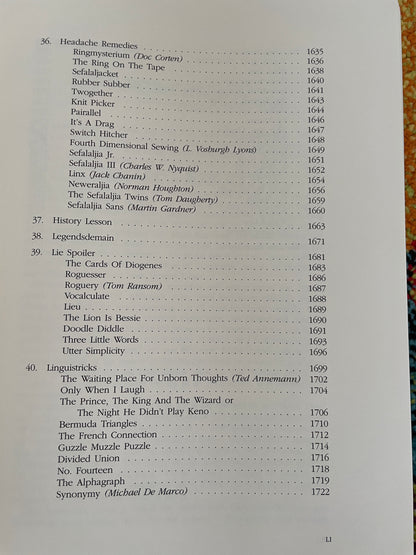 36. Headache Remedies . . . . . 1635
Ringmysterium (Doc Corten) . . . . . 1636
The Ring On The Tape . . . . . 1638
Sefalaljacket . . . . . 1640
Rubber Subber . . . . . 1641
Twogether . . . . . 1643
Knit Picker . . . . . 1644
Pairallel . . . . . 1646
It's A Drag . . . . . 1647
Switch Hitcher . . . . . 1648
Fourth Dimensional Sewing (L. Vosburgh Lyons) . . . . . 1649
Sefalaljia Jr. . . . . . 1651
Sefalaljia III (Charles W. Nyquist) . . . . . 1652
Linx (Jack Chanin) . . . . . 1654
Neweraljia (Norman Houghton) . . . . . 1656
The Sefalaljia Twins (Tom Daugherty) . . . . . 1659
Sefalaljia Sans (Martin Gardner) . . . . . 1660
37. History Lesson . . . . . 1663
38. Legendsdemain . . . . . 1671
39. Lie Spoiler . . . . . 1681
The Cards Of Diogenes . . . . . 1683
Roguesser . . . . . 1686
Roguery (Tom Ransom) . . . . . 1687
Vocalculate . . . . . 1688
Lieu . . . . . 1689
The Lion Is Bessie . . . . . 1690
Doodle Diddle . . . . . 1691
Three Little Words . . . . . 1693
Utter Simplicity . . . . . 1696
40. Linguistricks . . . . . 1699
The Waiting Place For Unborn Thoughts (Ted Annemann) . . . . . 1702
Only When I Laugh . . . . . 1704
The Prince, The King And The Wizard or
The Night He Didn't Play Keno . . . . . 1706
Bermuda Triangles . . . . . 1710
The French Connection . . . . . 1712
Guzzle Muzzle Puzzle . . . . . 1714
Divided Union . . . . . 1716
No. Fourteen . . . . . 1718
The Alphagraph . . . . . 1719
Synonymy (Michael De Marco) . . . . . 1722
LI